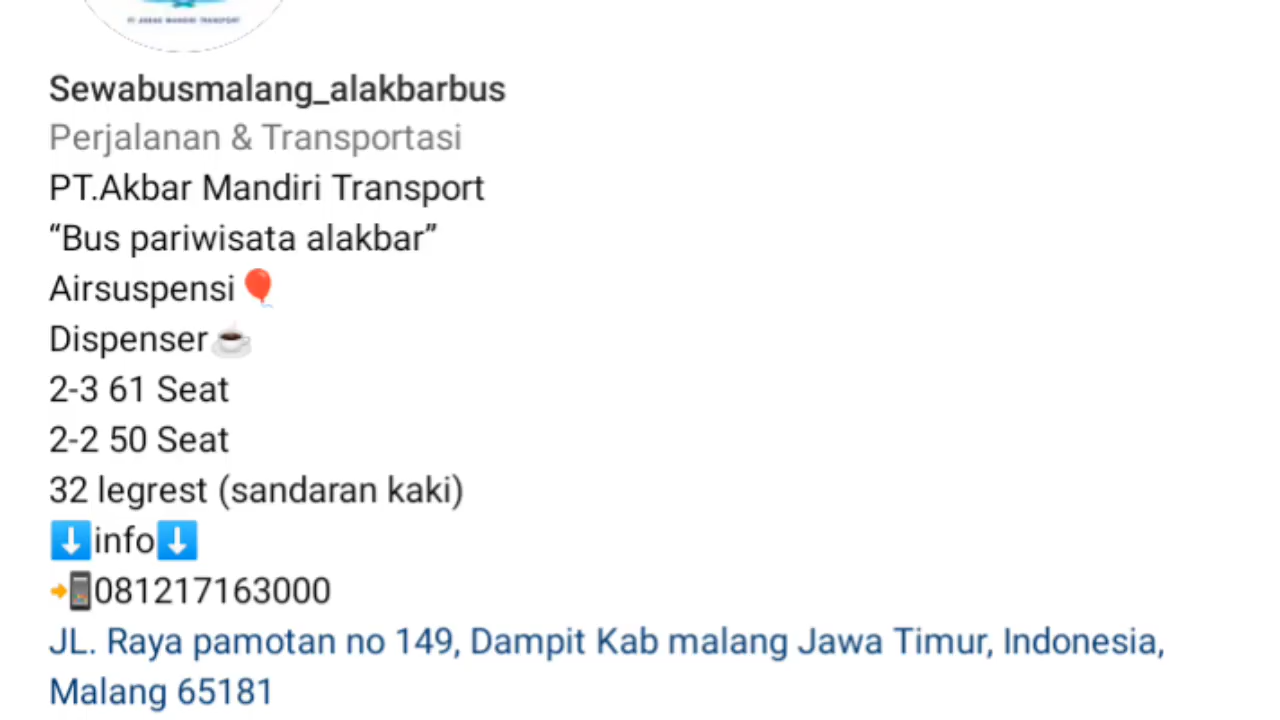 Sewabusmalang_alakbarbus
Perjalanan & Transportasi
PT.Akbar Mandiri Transport
“Bus pariwisata alakbar”
Airsuspensi🎈
Dispenser☕
2-3 61 Seat
2-2 50 Seat
32 legrest (sandaran kaki)
⬇️info⬇️
📲081217163000
JL. Raya pamotan no 149, Dampit Kab malang Jawa Timur, Indonesia,
Malang 65181